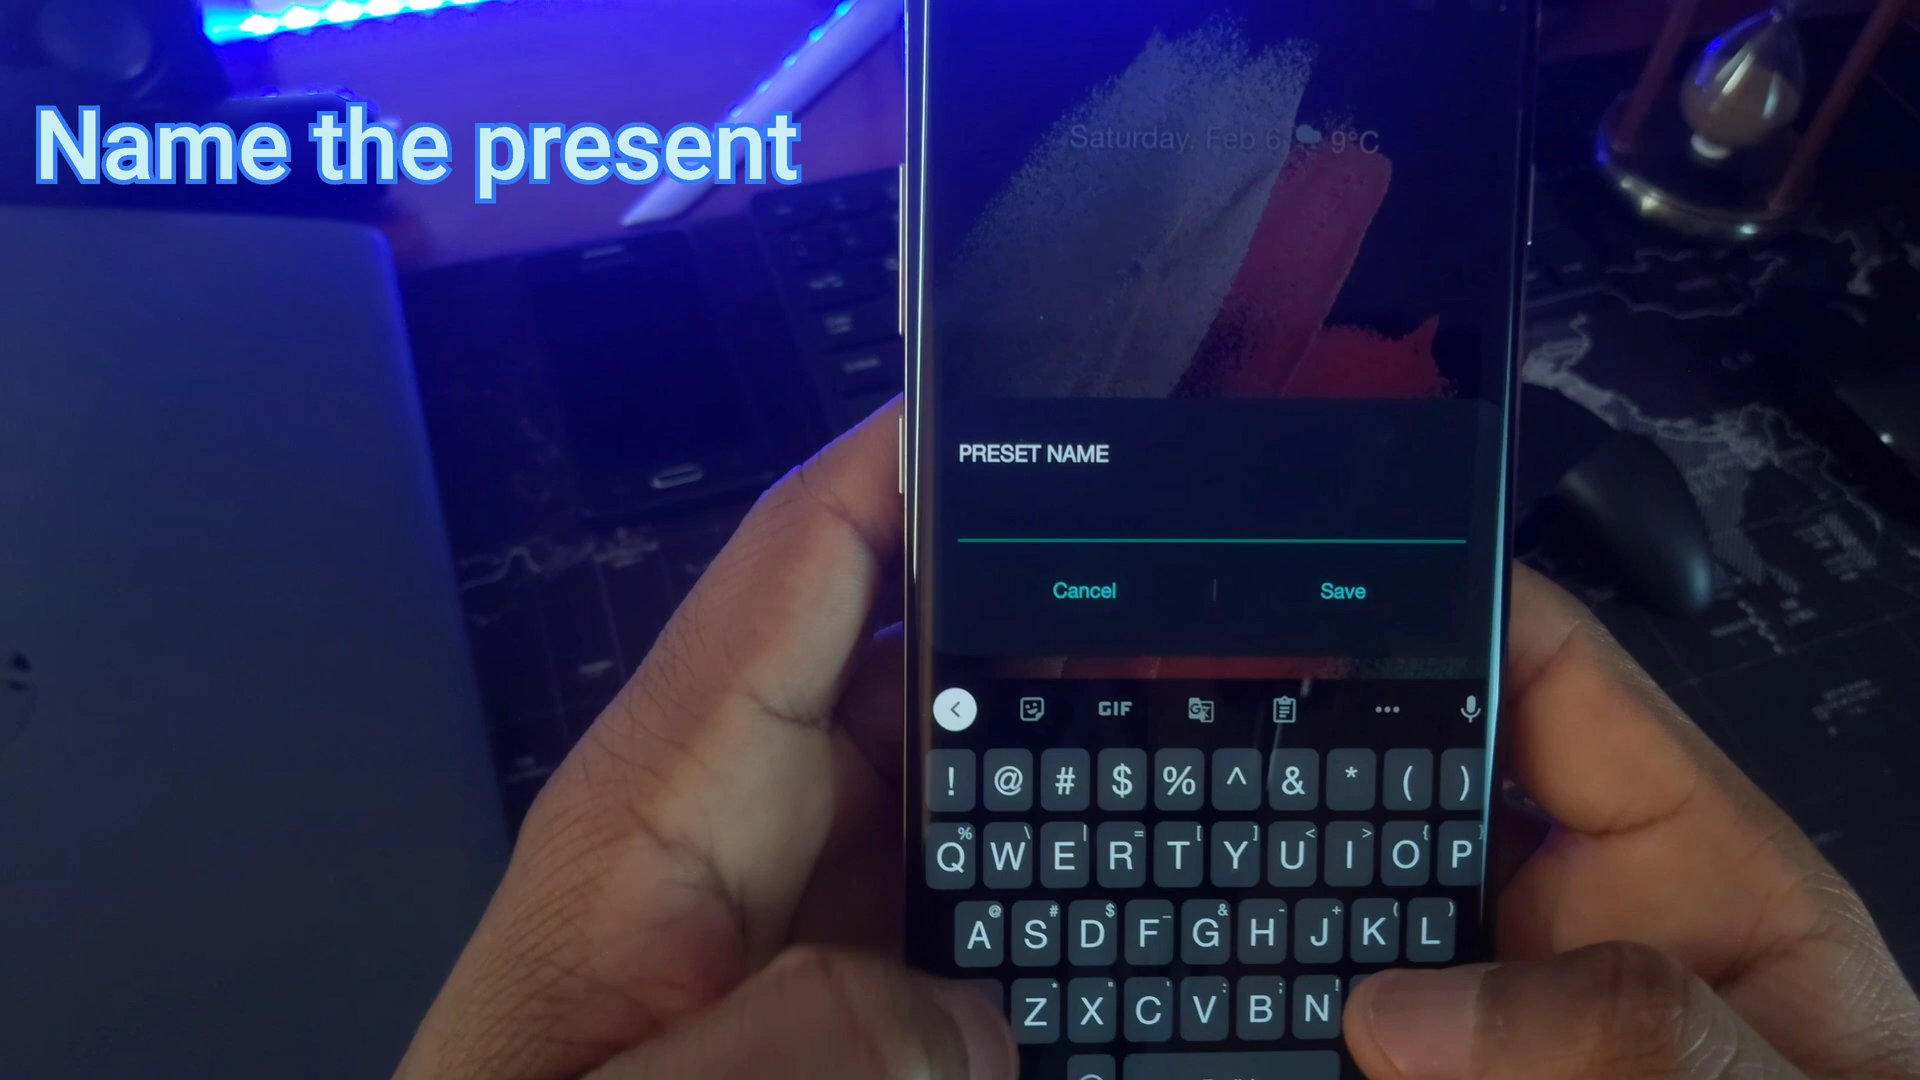 Name the present
Saturday, Feb 6 9°C
PRESET NAME
Cancel | Save
GIF
! @ # $ % ^ & * ( )
% \ | = [ ] < > {
Q W E R T Y U I O P
@ # $ _ & - + ( )
A S D F G H J K L
* " ' : ; !
Z X C V B N